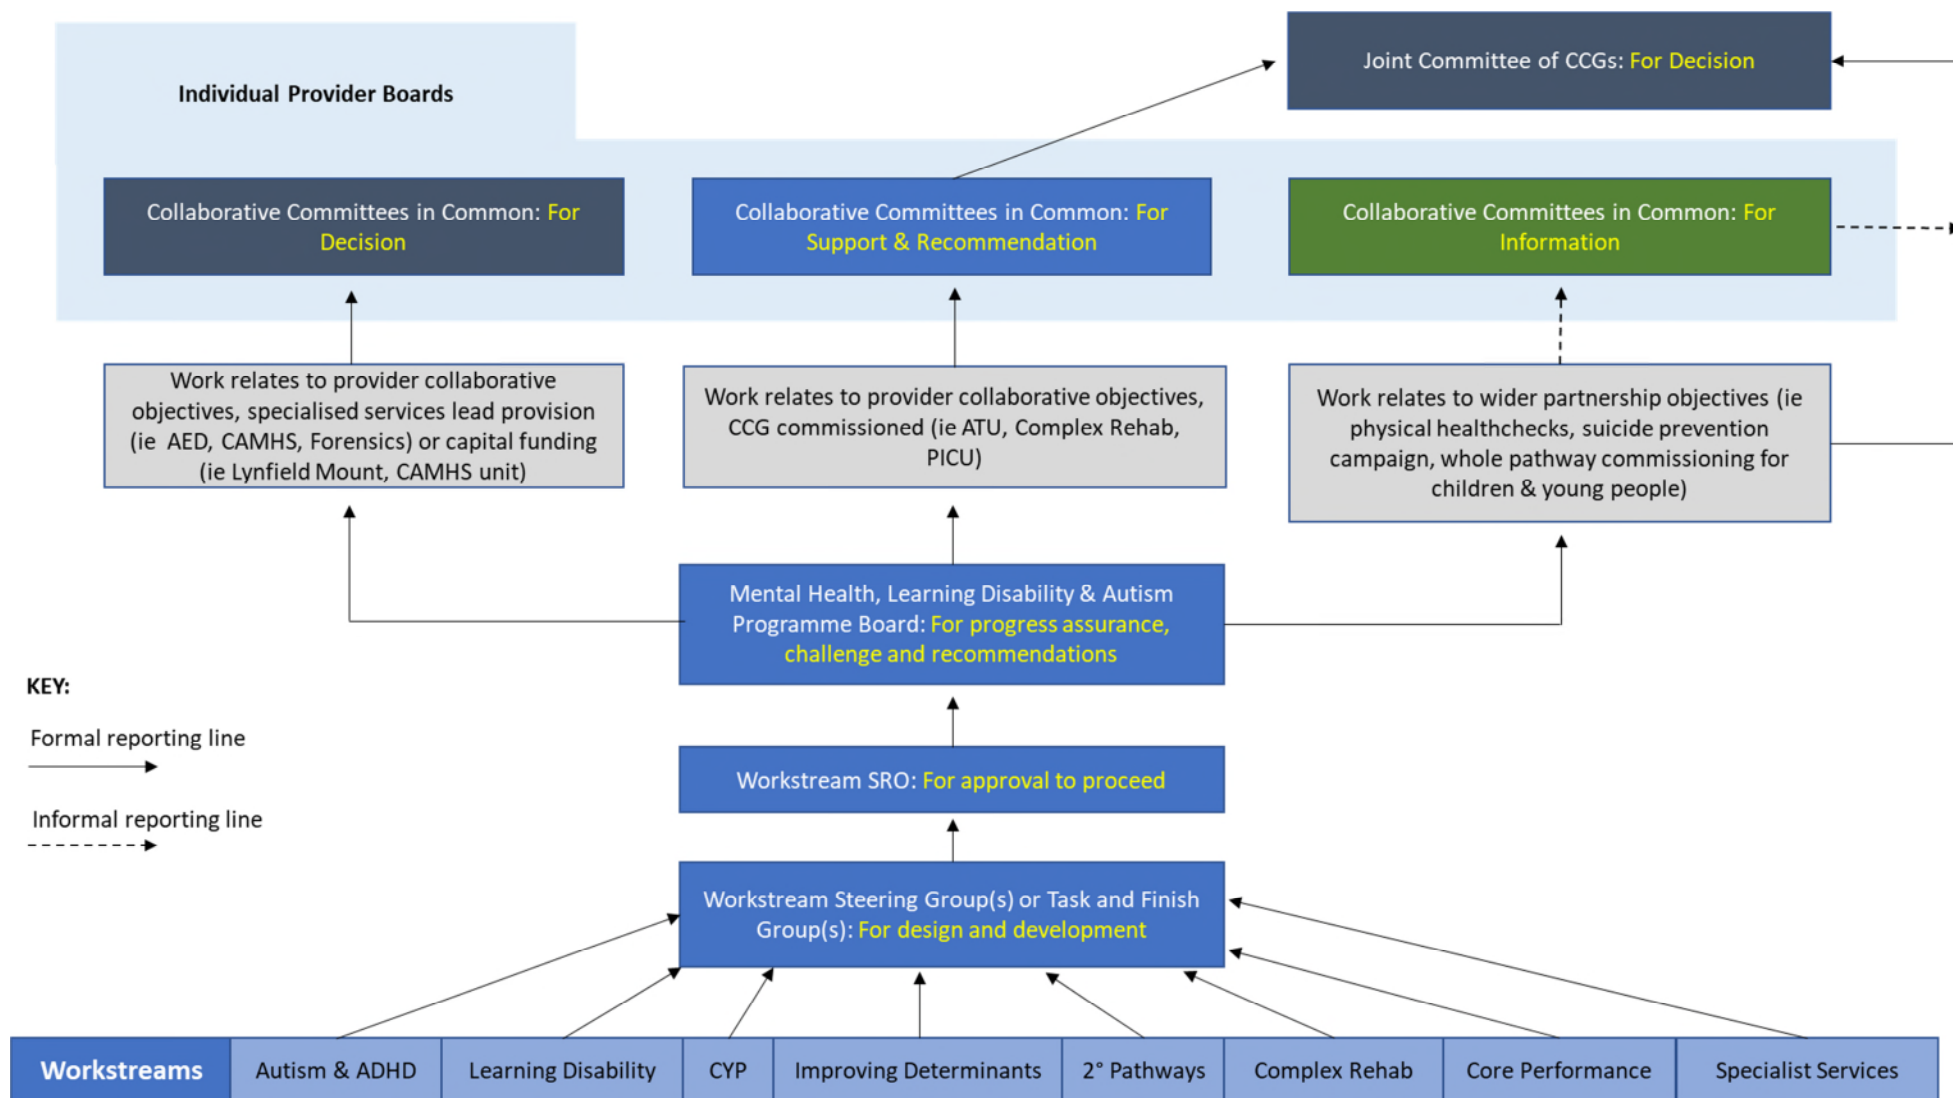 Joint Committee of CCGs: For Decision
Individual Provider Boards
Collaborative Committees in Common: For
Decision
Collaborative Committees in Common: For
Support & Recommendation
Collaborative Committees in Common: For
Information
Work relates to provider collaborative
objectives, specialised services lead provision
(ie AED, CAMHS, Forensics) or capital funding
(ie Lynfield Mount, CAMHS unit)
Work relates to provider collaborative objectives,
CCG commissioned (ie ATU, Complex Rehab,
PICU)
Work relates to wider partnership objectives (ie
physical healthchecks, suicide prevention
campaign, whole pathway commissioning for
children & young people)
Mental Health, Learning Disability & Autism
Programme Board: For progress assurance,
challenge and recommendations
KEY:
Formal reporting line
Informal reporting line
Workstream SRO: For approval to proceed
Workstream Steering Group(s) or Task and Finish
Group(s): For design and development
Workstreams
Autism & ADHD
Learning Disability
CYP
Improving Determinants
2° Pathways
Complex Rehab
Core Performance
Specialist Services